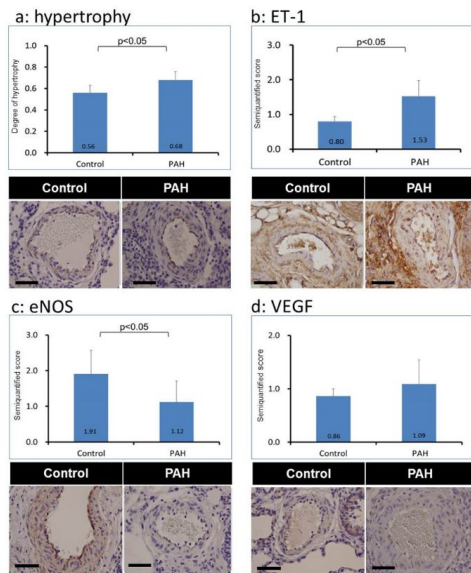 a: hypertrophy
p<0.05
Degree of hypertrophy
1.0
0.8
0.6
0.4
0.2
0.0
0.56
0.68
Control
PAH
Control
PAH
b: ET-1
p<0.05
Semiquantified score
3.0
2.0
1.0
0.0
0.80
1.53
Control
PAH
Control
PAH
c: eNOS
p<0.05
Semiquantified score
3.0
2.0
1.0
0.0
1.91
1.12
Control
PAH
Control
PAH
d: VEGF
Semiquantified score
2.0
1.0
0.0
0.86
1.09
Control
PAH
Control
PAH